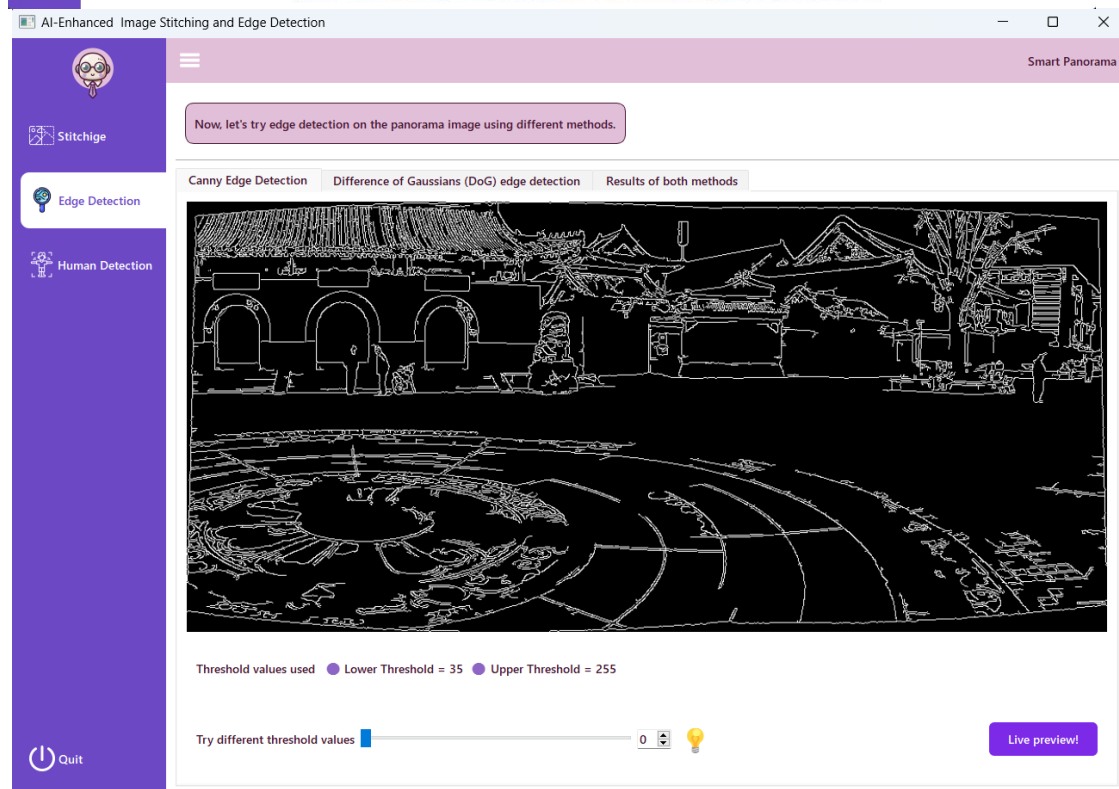 AI-Enhanced Image Stitching and Edge Detection
Smart Panorama
Stitchige
Edge Detection
Human Detection
Quit
Now, let's try edge detection on the panorama image using different methods.
Canny Edge Detection
Difference of Gaussians (DoG) edge detection
Results of both methods
Threshold values used
Lower Threshold = 35
Upper Threshold = 255
Try different threshold values
0
Live preview!